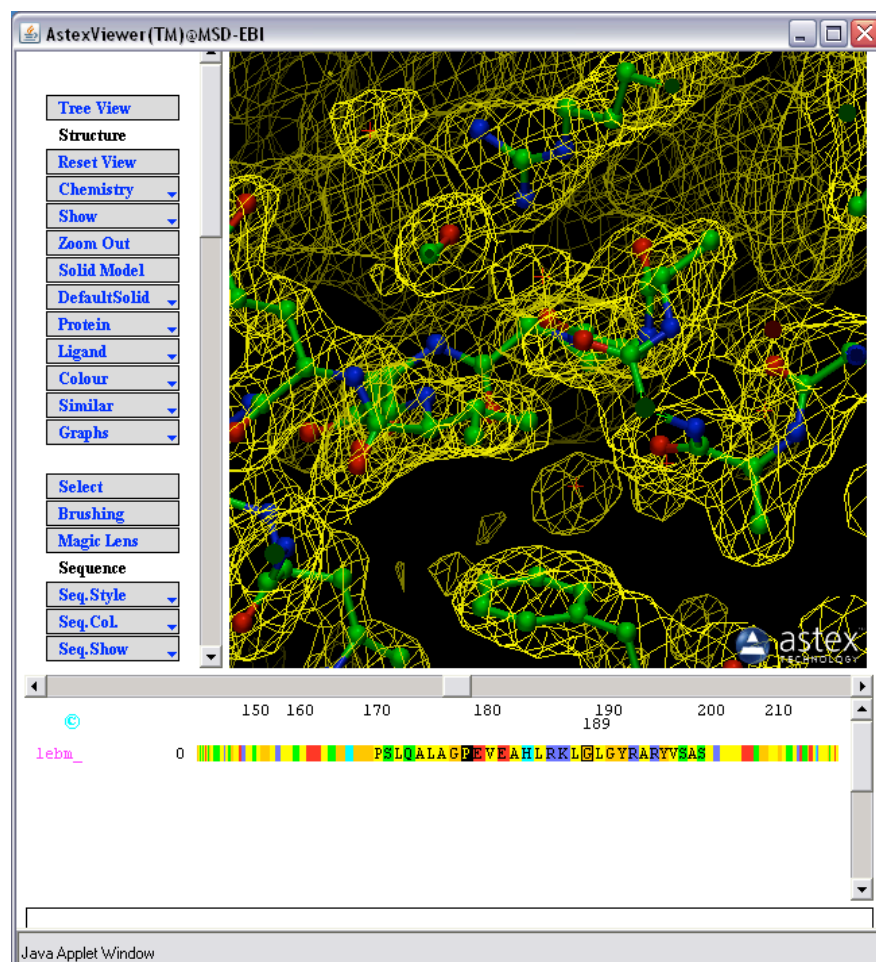 AstexViewer(TM)@MSD-EBI
Tree View
Structure
Reset View
Chemistry
Show
Zoom Out
Solid Model
DefaultSolid
Protein
Ligand
Colour
Similar
Graphs
Select
Brushing
Magic Lens
Sequence
Seq.Style
Seq.Col.
Seq.Show
astex
TECHNOLOGY
150 160 170 180 190 200 210
© 189
1ebm_ 0 PSLQALAGPEVEAHLRKLGLGYRARYVSAS
Java Applet Window